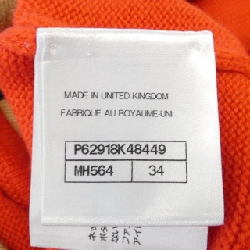 MADE IN UNITED KINGDOM
FABRIQUE AU ROYAUME-UNI
P62918K48449
MH564 34